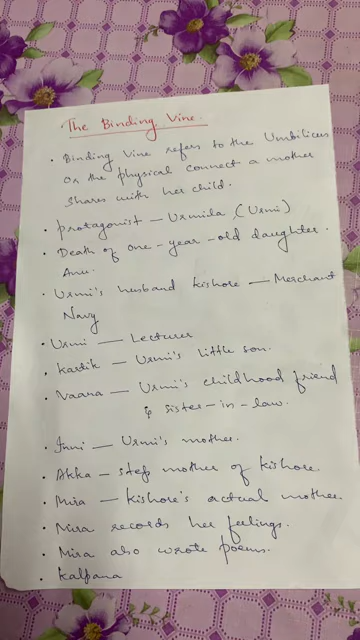 The Binding Vine.
• Binding Vine refers to the Umbilicus
Or the physical connect a mother
shares with her child.
• protagonist — Urmila (Urmi)
• Death of one-year-old daughter.
Anu.
• Urmi's husband kishore — Merchant
Navy
• Urmi — Lecturer
• Kartik — Urmi's little son.
• Vaana — Urmi's childhood friend
& sister-in-law.
• Inni — Urmi's mother.
• Akka — step mother of kishore
• Mira — kishore's actual mother.
• Mira records her feelings.
• Mira also wrote poems.
• Kalpana